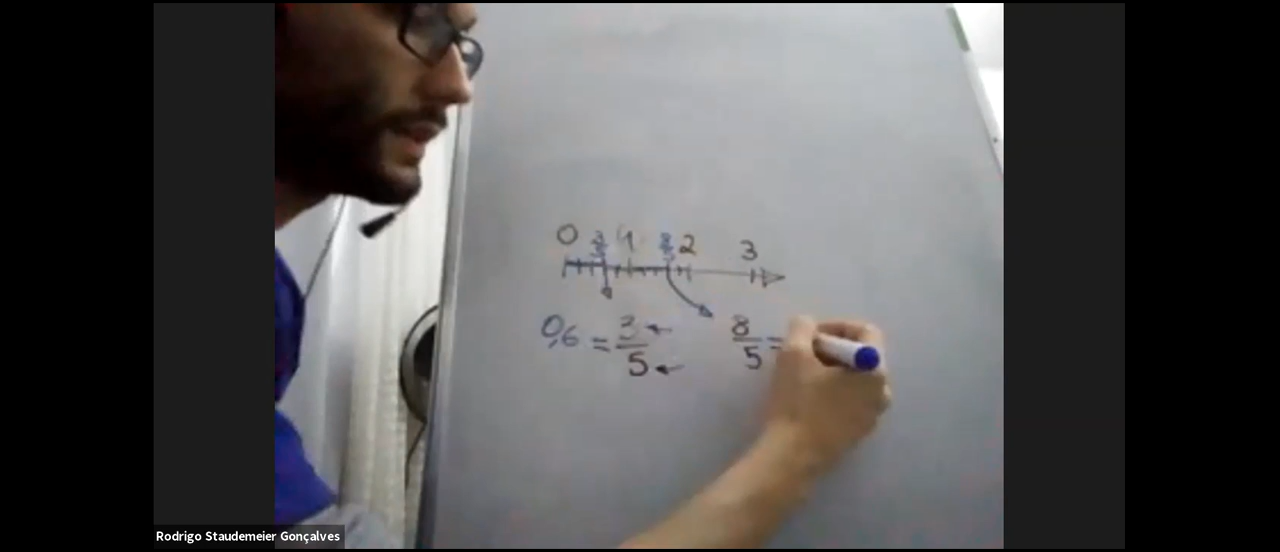 0 3/5 1 8/5 2 3
0,6 = 3/5 8/5 =
Rodrigo Staudemeier Gonçalves